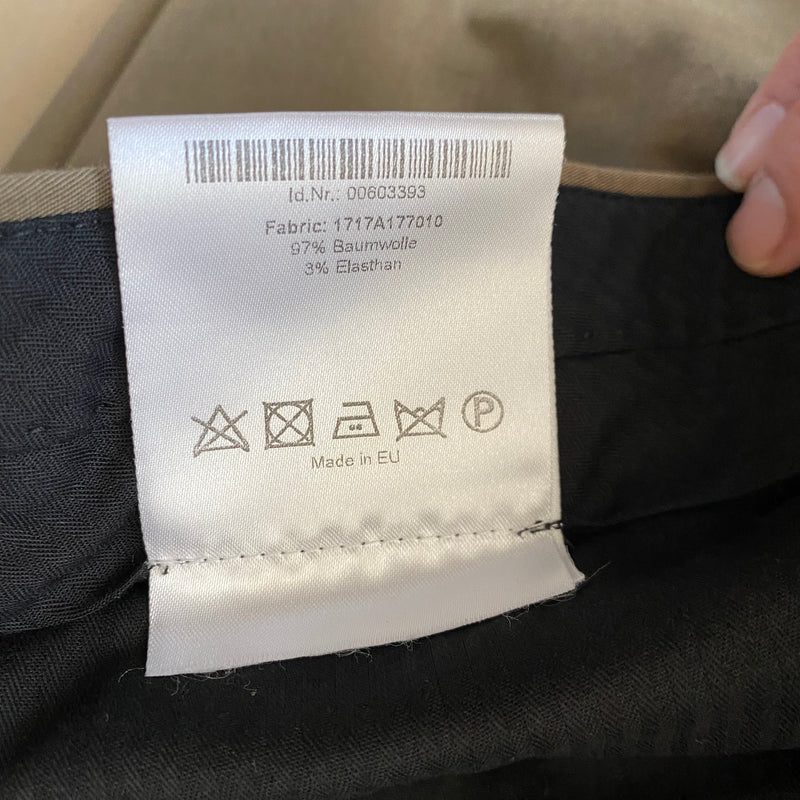 Id.Nr.: 00603393
Fabric: 1717A177010
97% Baumwolle
3% Elasthan
P
Made in EU